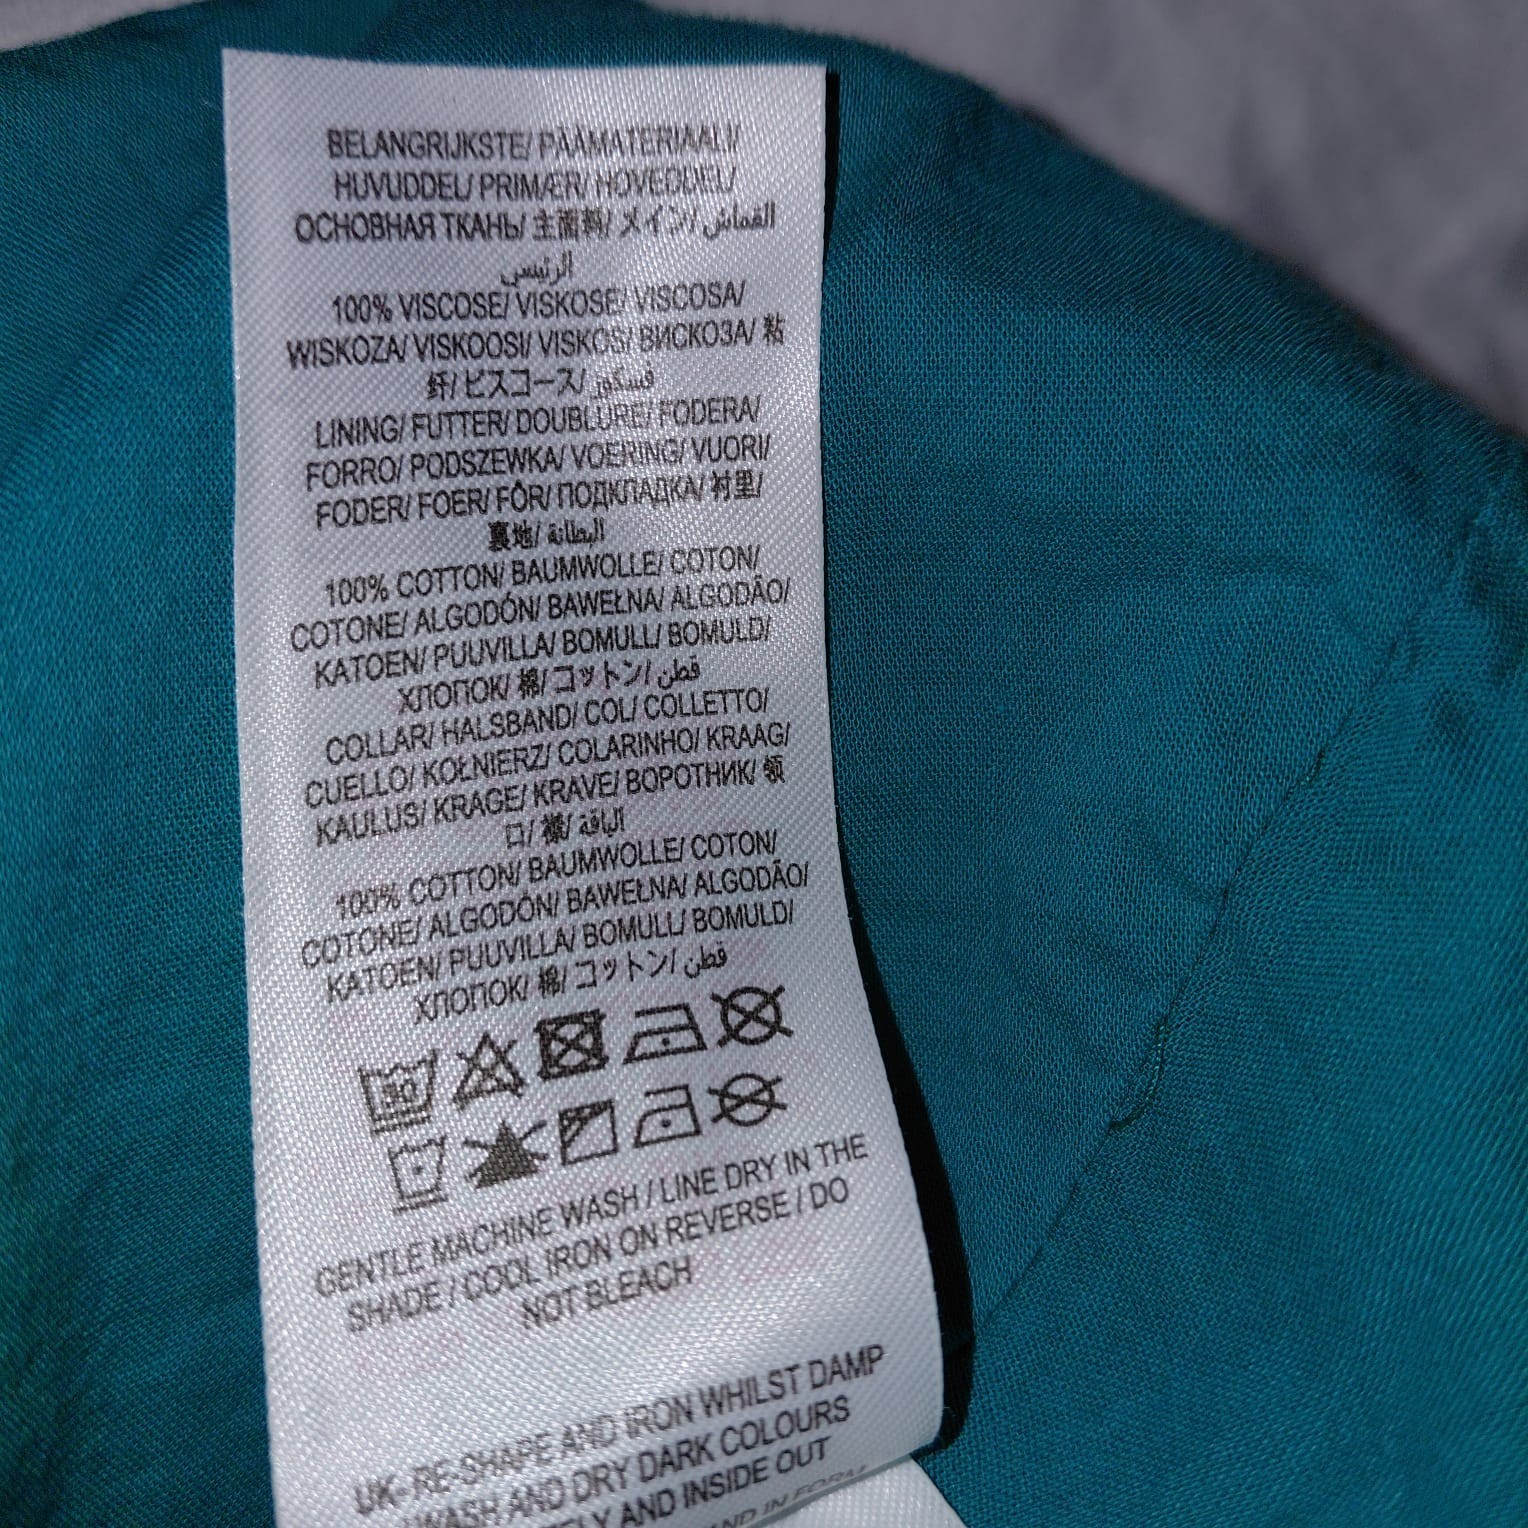 BELANGRIJKSTE/ PÄÄMATERIAALI/
HUVUDDEL/ PRIMÆR/ HOVEDDEL/
ОСНОВНАЯ ТКАНЬ/ 主面料/ メイン/ القماش
الرئيسي
100% VISCOSE/ VISKOSE/ VISCOSA/
WISKOZA/ VISKOOSI/ VISKOS/ ВИСКОЗА/ 粘
纤/ ビスコース/ فسكوز
LINING/ FUTTER/ DOUBLURE/ FODERA/
FORRO/ PODSZEWKA/ VOERING/ VUORI/
FODER/ FOER/ FÔR/ ПОДКЛАДКА/ 衬里/
裏地/ البطانة
100% COTTON/ BAUMWOLLE/ COTON/
COTONE/ ALGODÓN/ BAWEŁNA/ ALGODÃO/
KATOEN/ PUUVILLA/ BOMULL/ BOMULD/
ХЛОПОК/ 棉/ コットン/ قطن
COLLAR/ HALSBAND/ COL/ COLLETTO/
CUELLO/ KOŁNIERZ/ COLARINHO/ KRAAG/
KAULUS/ KRAGE/ KRAVE/ ВОРОТНИК/ 领
口/ 襟/ الياقة
100% COTTON/ BAUMWOLLE/ COTON/
COTONE/ ALGODÓN/ BAWEŁNA/ ALGODÃO/
KATOEN/ PUUVILLA/ BOMULL/ BOMULD/
ХЛОПОК/ 棉/ コットン/ قطن
30
GENTLE MACHINE WASH / LINE DRY IN THE
SHADE / COOL IRON ON REVERSE / DO
NOT BLEACH
UK- RE-SHAPE AND IRON WHILST DAMP
WASH AND DRY DARK COLOURS
AND INSIDE OUT
IN FORM